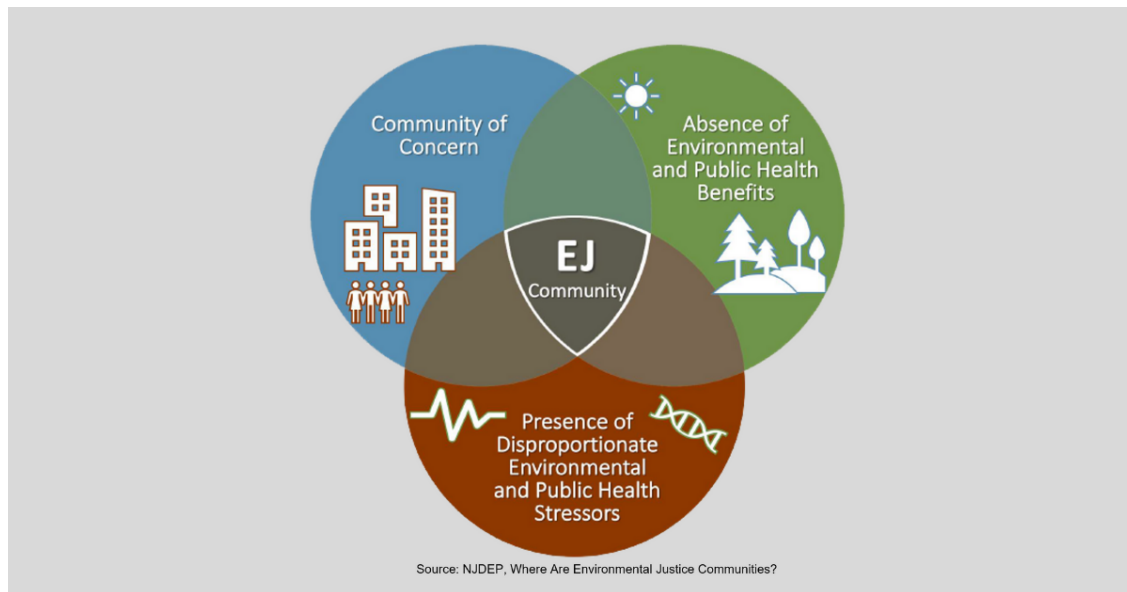 Community of
Concern
Absence of
Environmental
and Public Health
Benefits
EJ
Community
Presence of
Disproportionate
Environmental
and Public Health
Stressors
Source: NJDEP, Where Are Environmental Justice Communities?